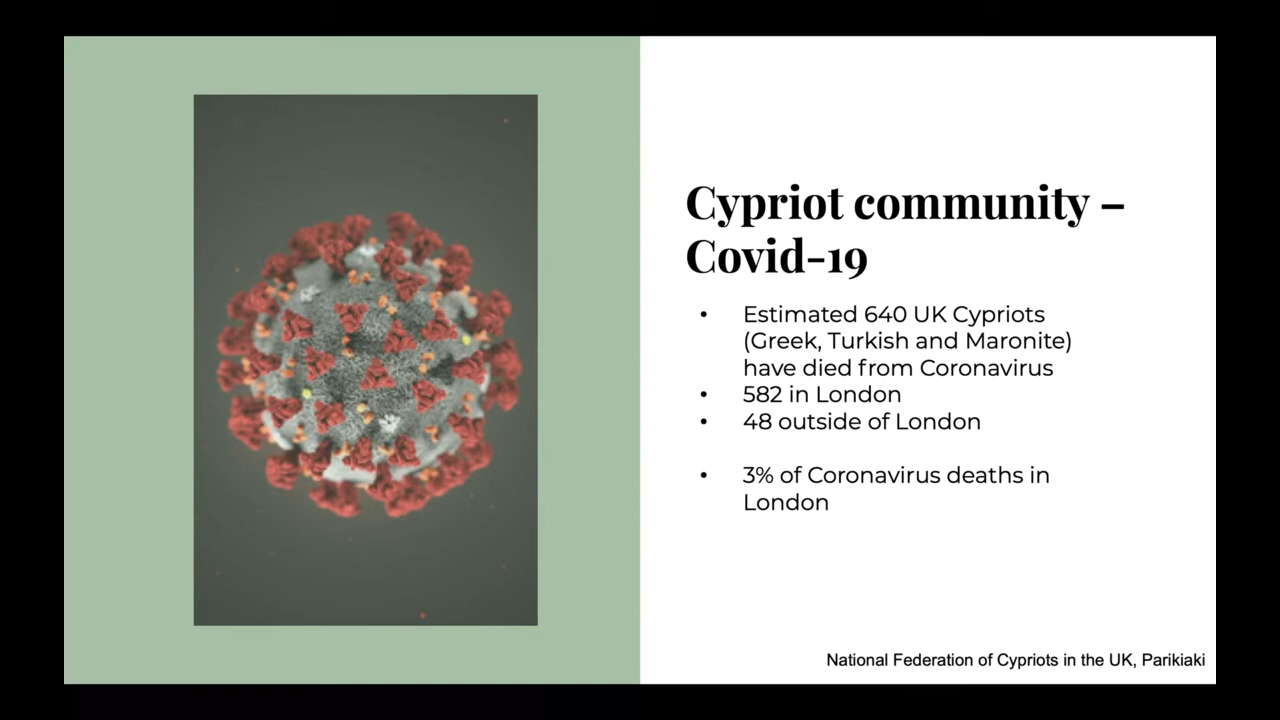 Cypriot community –
Covid-19
• Estimated 640 UK Cypriots
(Greek, Turkish and Maronite)
have died from Coronavirus
• 582 in London
• 48 outside of London
• 3% of Coronavirus deaths in
London
National Federation of Cypriots in the UK, Parikiaki